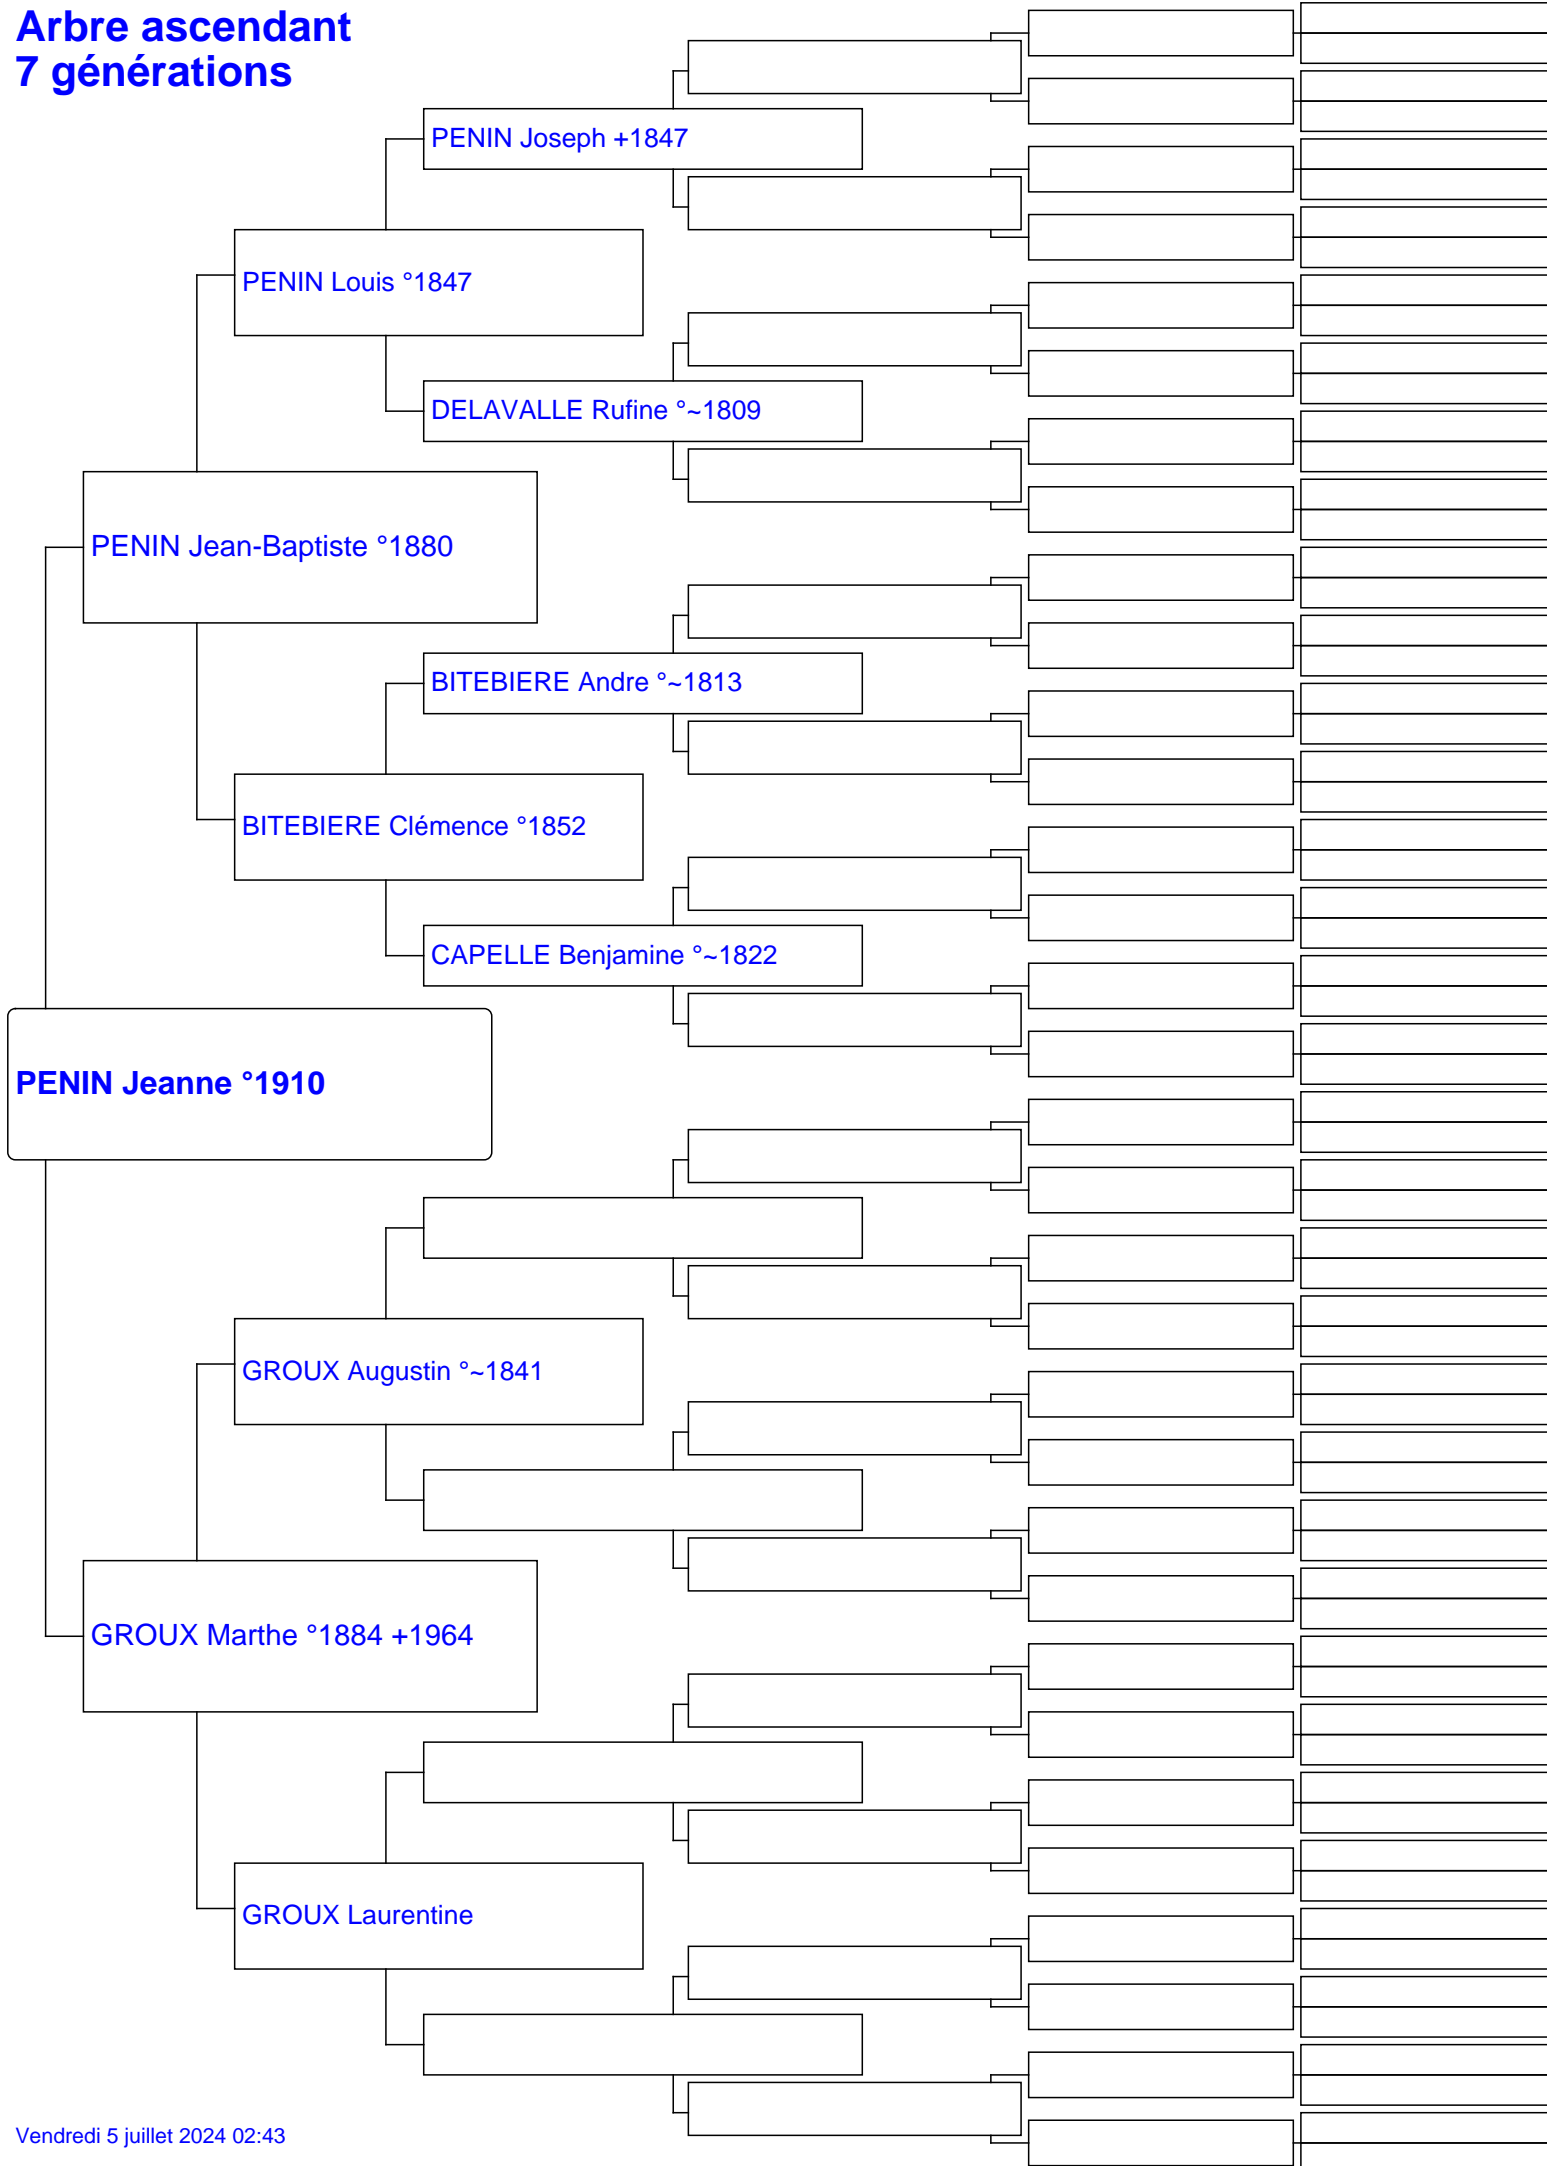 Arbre ascendant
7 générations
PENIN Joseph +1847
PENIN Louis °1847
DELAVALLE Rufine °~1809
PENIN Jean-Baptiste °1880
BITEBIERE Andre °~1813
BITEBIERE Clémence °1852
CAPELLE Benjamine °~1822
PENIN Jeanne °1910
GROUX Augustin °~1841
GROUX Marthe °1884 +1964
GROUX Laurentine
Vendredi 5 juillet 2024 02:43